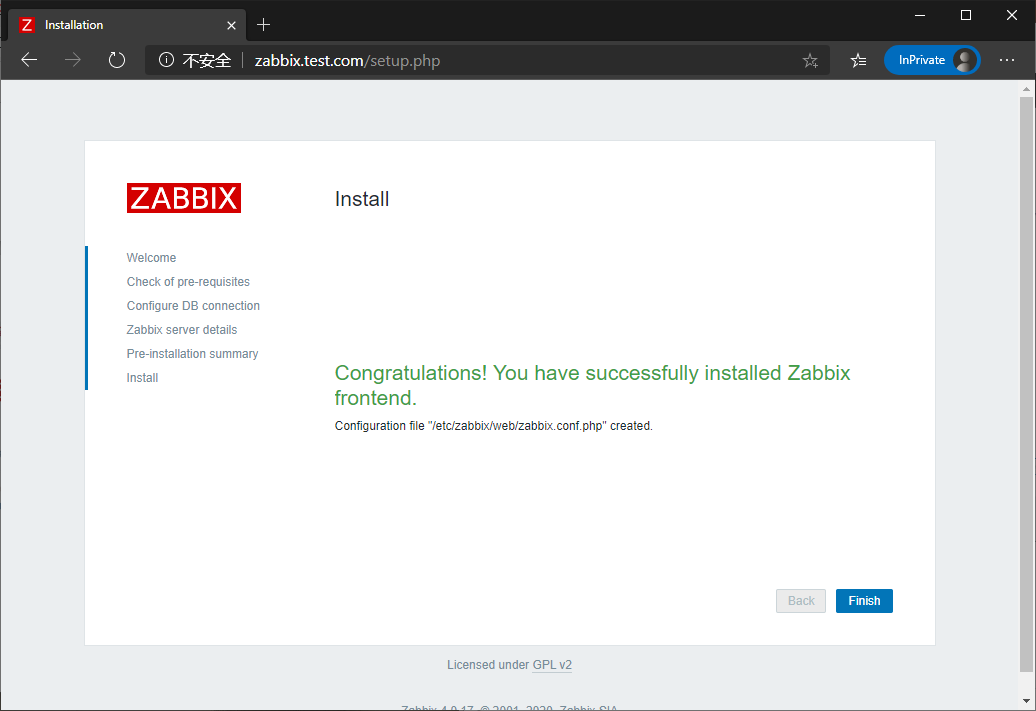 Installation
不安全 zabbix.test.com/setup.php
InPrivate
ZABBIX
Install
Welcome
Check of pre-requisites
Configure DB connection
Zabbix server details
Pre-installation summary
Install
Congratulations! You have successfully installed Zabbix
frontend.
Configuration file "/etc/zabbix/web/zabbix.conf.php" created.
Back Finish
Licensed under GPL v2